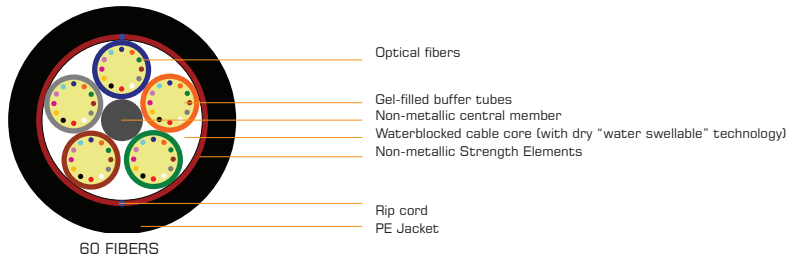 Optical fibers
Gel-filled buffer tubes
Non-metallic central member
Waterblocked cable core (with dry “water swellable” technology)
Non-metallic Strength Elements
Rip cord
PE Jacket
60 FIBERS